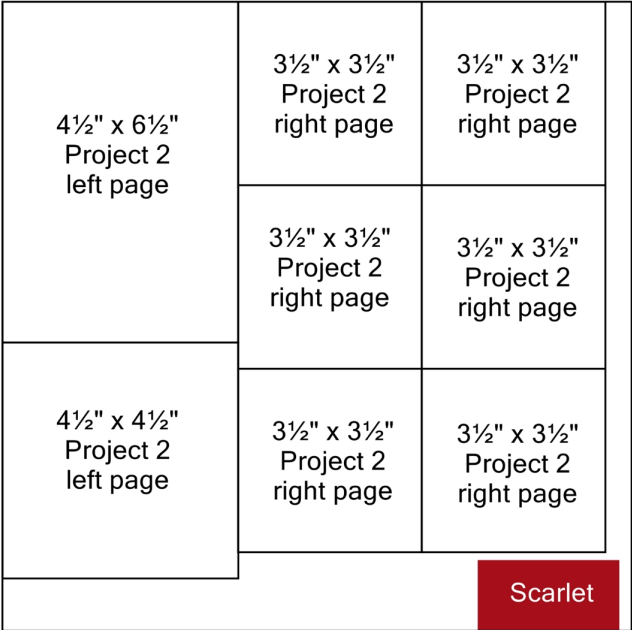 4½" x 6½"
Project 2
left page
3½" x 3½"
Project 2
right page
3½" x 3½"
Project 2
right page
3½" x 3½"
Project 2
right page
3½" x 3½"
Project 2
right page
4½" x 4½"
Project 2
left page
3½" x 3½"
Project 2
right page
3½" x 3½"
Project 2
right page
Scarlet